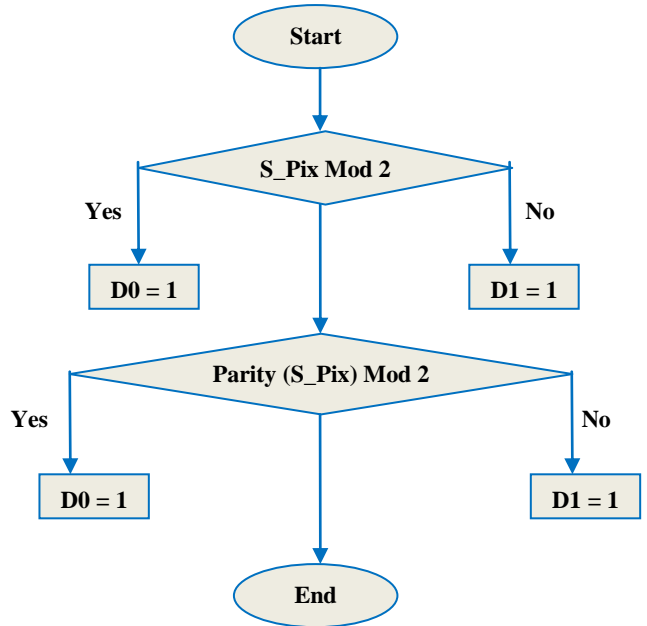 Start
S_Pix Mod 2
Yes
No
D0 = 1
D1 = 1
Parity (S_Pix) Mod 2
Yes
No
D0 = 1
D1 = 1
End